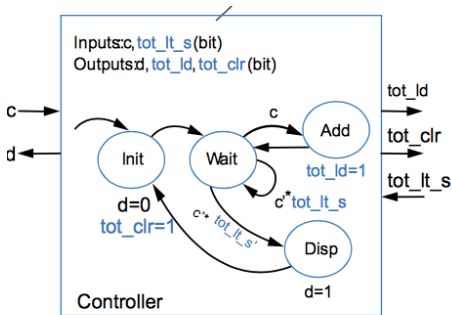 Inputs:c, tot_lt_s (bit)
Outputs:d, tot_ld, tot_clr (bit)
c
d
tot_ld
tot_clr
tot_lt_s
c
Init
Wait
Add
tot_ld=1
c'*tot_lt_s
d=0
tot_clr=1
c'* tot_lt_s'
Disp
d=1
Controller